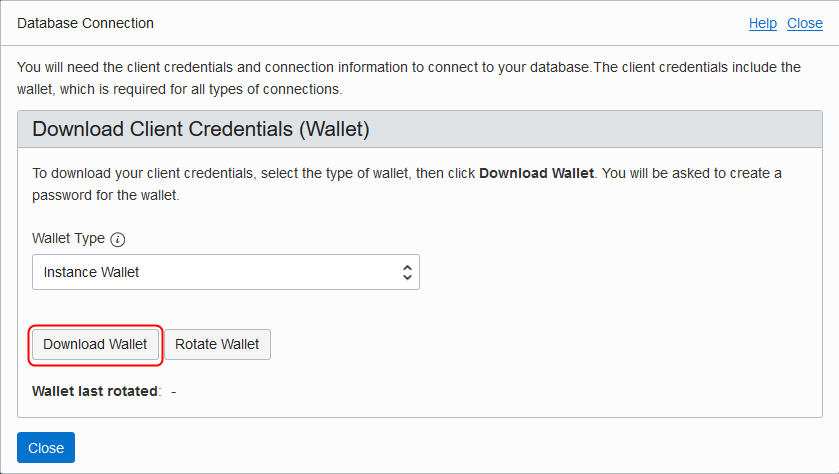 Database Connection
Help Close
You will need the client credentials and connection information to connect to your database.The client credentials include the
wallet, which is required for all types of connections.
Download Client Credentials (Wallet)
To download your client credentials, select the type of wallet, then click Download Wallet. You will be asked to create a
password for the wallet.
Wallet Type
Instance Wallet
Download Wallet Rotate Wallet
Wallet last rotated: -
Close